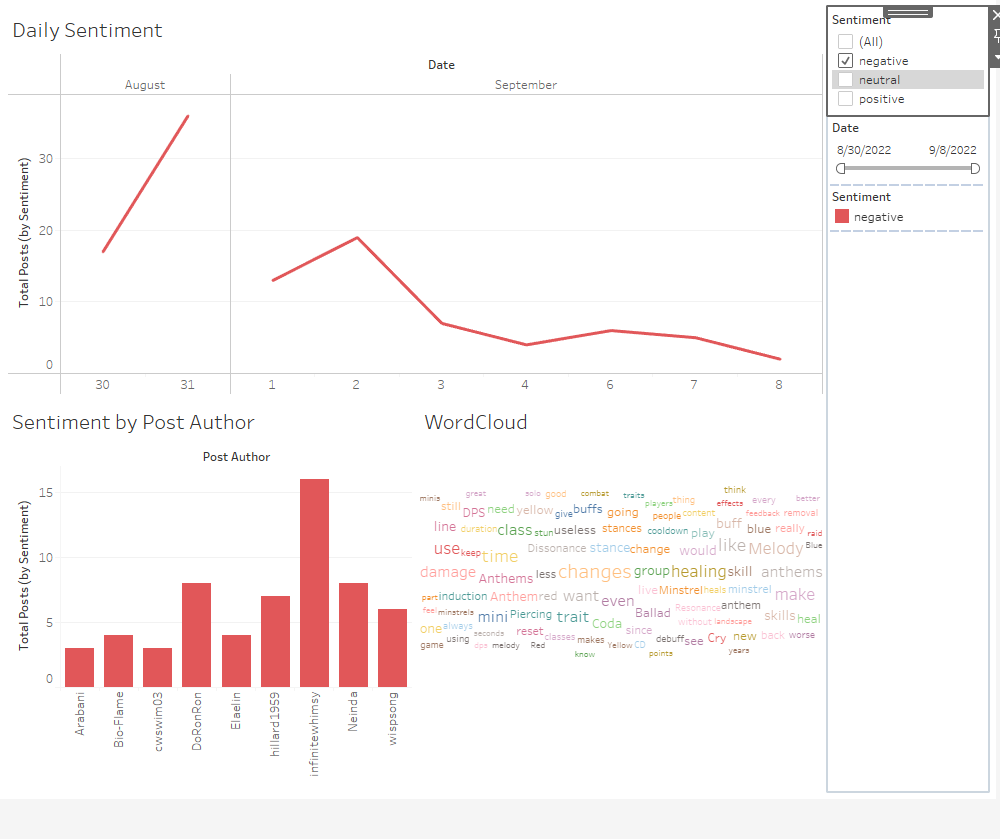 Daily Sentiment
Date
August
September
Total Posts (by Sentiment)
30
20
10
0
30 31 1 2 3 4 6 7 8
Sentiment
(All)
negative
neutral
positive
Date
8/30/2022 9/8/2022
Sentiment
negative
Sentiment by Post Author
Post Author
Total Posts (by Sentiment)
15
10
5
0
Arabani
Bio-Flame
cwswim03
DoRonRon
Elaelin
hillard1959
infinitewhimsy
Neinda
wispsong
WordCloud
minis great solo good combat traits players thing think effects every better
still DPS need yellow give buffs going people content feedback removal
line duration class stun useless stances cooldown play buff blue really raid
use keep time Dissonance stance change would like Melody Blue
damage Anthems less changes group healing skill anthems
part induction Anthem red want even live Minstrel heals minstrel make
feel minstrels mini Piercing trait Coda Ballad Resonance anthem without landscape skills heal
one always seconds reset classes since debuff see Cry new back worse
game using dps melody Red makes Yellow CD points years
know